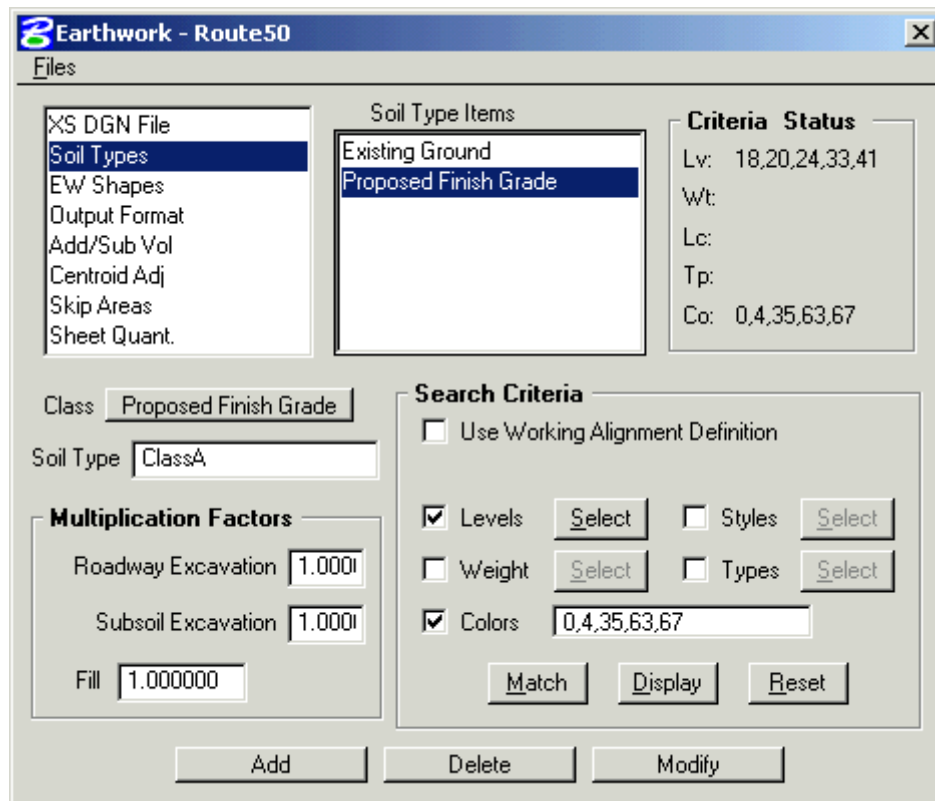 Earthwork - Route50
Files
XS DGN File
Soil Types
EW Shapes
Output Format
Add/Sub Vol
Centroid Adj
Skip Areas
Sheet Quant.
Soil Type Items
Existing Ground
Proposed Finish Grade
Criteria Status
Lv: 18,20,24,33,41
Wt:
Lc:
Tp:
Co: 0,4,35,63,67
Class Proposed Finish Grade
Soil Type ClassA
Multiplication Factors
Roadway Excavation 1.000
Subsoil Excavation 1.000
Fill 1.000000
Search Criteria
Use Working Alignment Definition
Levels Select Styles Select
Weight Select Types Select
Colors 0,4,35,63,67
Match Display Reset
Add Delete Modify